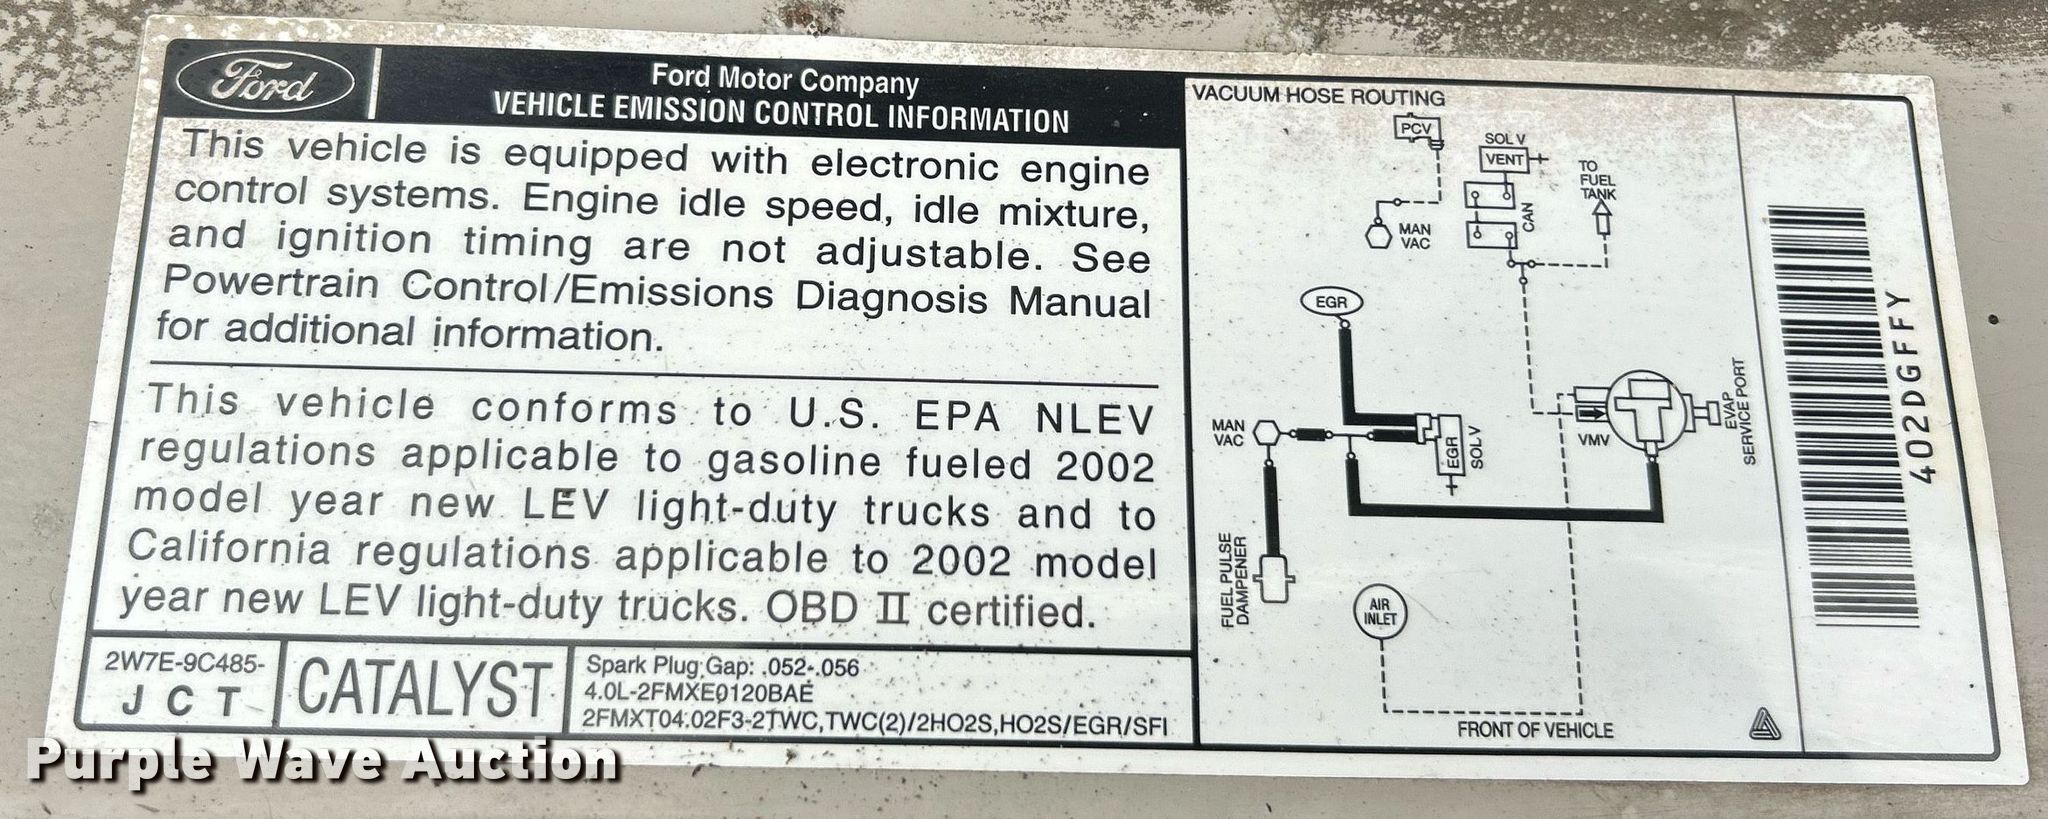 Ford
Ford Motor Company
VEHICLE EMISSION CONTROL INFORMATION
This vehicle is equipped with electronic engine
control systems. Engine idle speed, idle mixture,
and ignition timing are not adjustable. See
Powertrain Control/Emissions Diagnosis Manual
for additional information.
This vehicle conforms to U.S. EPA NLEV
regulations applicable to gasoline fueled 2002
model year new LEV light-duty trucks and to
California regulations applicable to 2002 model
year new LEV light-duty trucks. OBD II certified.
2W7E-9C485-
J C T
CATALYST
Spark Plug Gap: .052-.056
4.0L-2FMXE0120BAE
2FMXT04.02F3-2TWC,TWC(2)/2HO2S,HO2S/EGR/SFI
VACUUM HOSE ROUTING
PCV
SOL V
VENT
TO
FUEL
TANK
CAN
MAN
VAC
EGR
MAN
VAC
EGR
SOL V
VMV
EVAP
SERVICE PORT
FUEL PULSE
DAMPENER
AIR
INLET
FRONT OF VEHICLE
402DGFFY
Purple Wave Auction